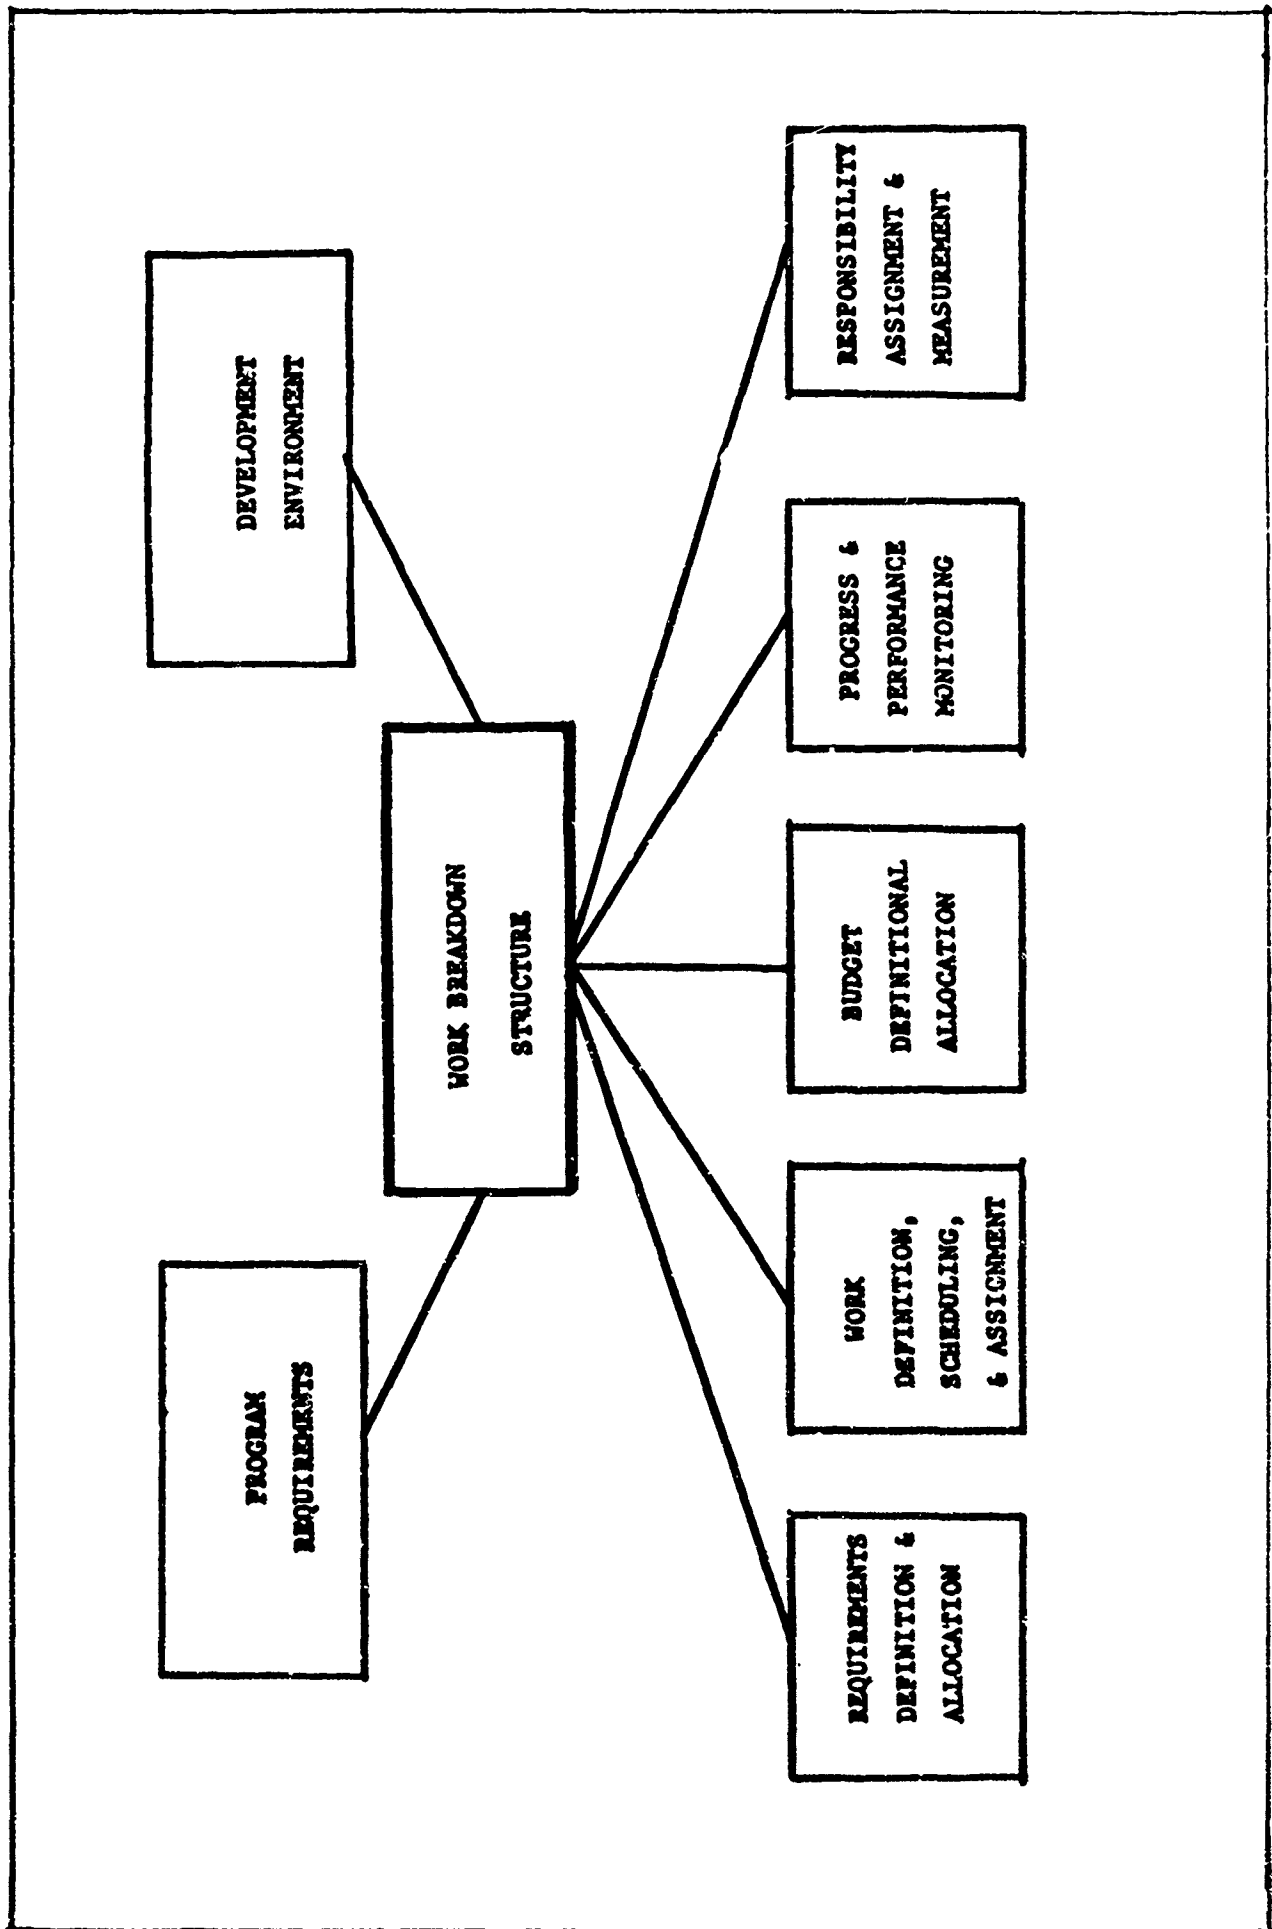 PROGRAM
REQUIREMENTS
DEVELOPMENT
ENVIRONMENT
WORK BREAKDOWN
STRUCTURE
REQUIREMENTS
DEFINITION &
ALLOCATION
WORK
DEFINITION,
SCHEDULING,
& ASSIGNMENT
BUDGET
DEFINITIONAL
ALLOCATION
PROGRESS &
PERFORMANCE
MONITORING
RESPONSIBILITY
ASSIGNMENT &
MEASUREMENT